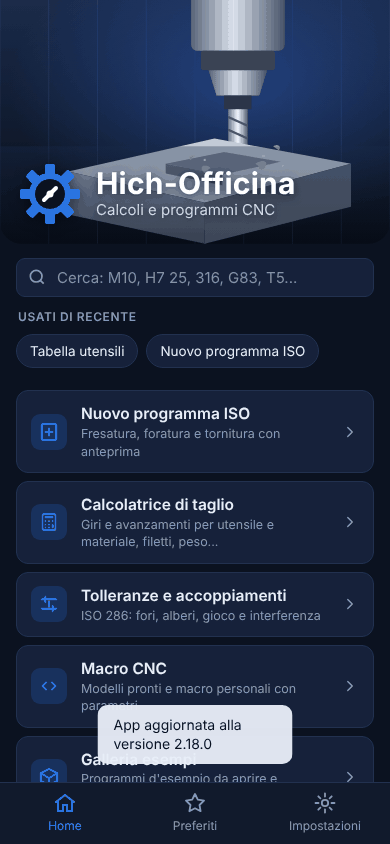 Hich-Officina
Calcoli e programmi CNC
Cerca: M10, H7 25, 316, G83, T5...
USATI DI RECENTE
Tabella utensili
Nuovo programma ISO
Nuovo programma ISO
Fresatura, foratura e tornitura con
anteprima
Calcolatrice di taglio
Giri e avanzamenti per utensile e
materiale, filetti, peso...
Tolleranze e accoppiamenti
ISO 286: fori, alberi, gioco e interferenza
Macro CNC
Modelli pronti e macro personali con
parametri
App aggiornata alla
versione 2.18.0
Galleria esempi
Programmi d'esempio da aprire e
Home
Preferiti
Impostazioni